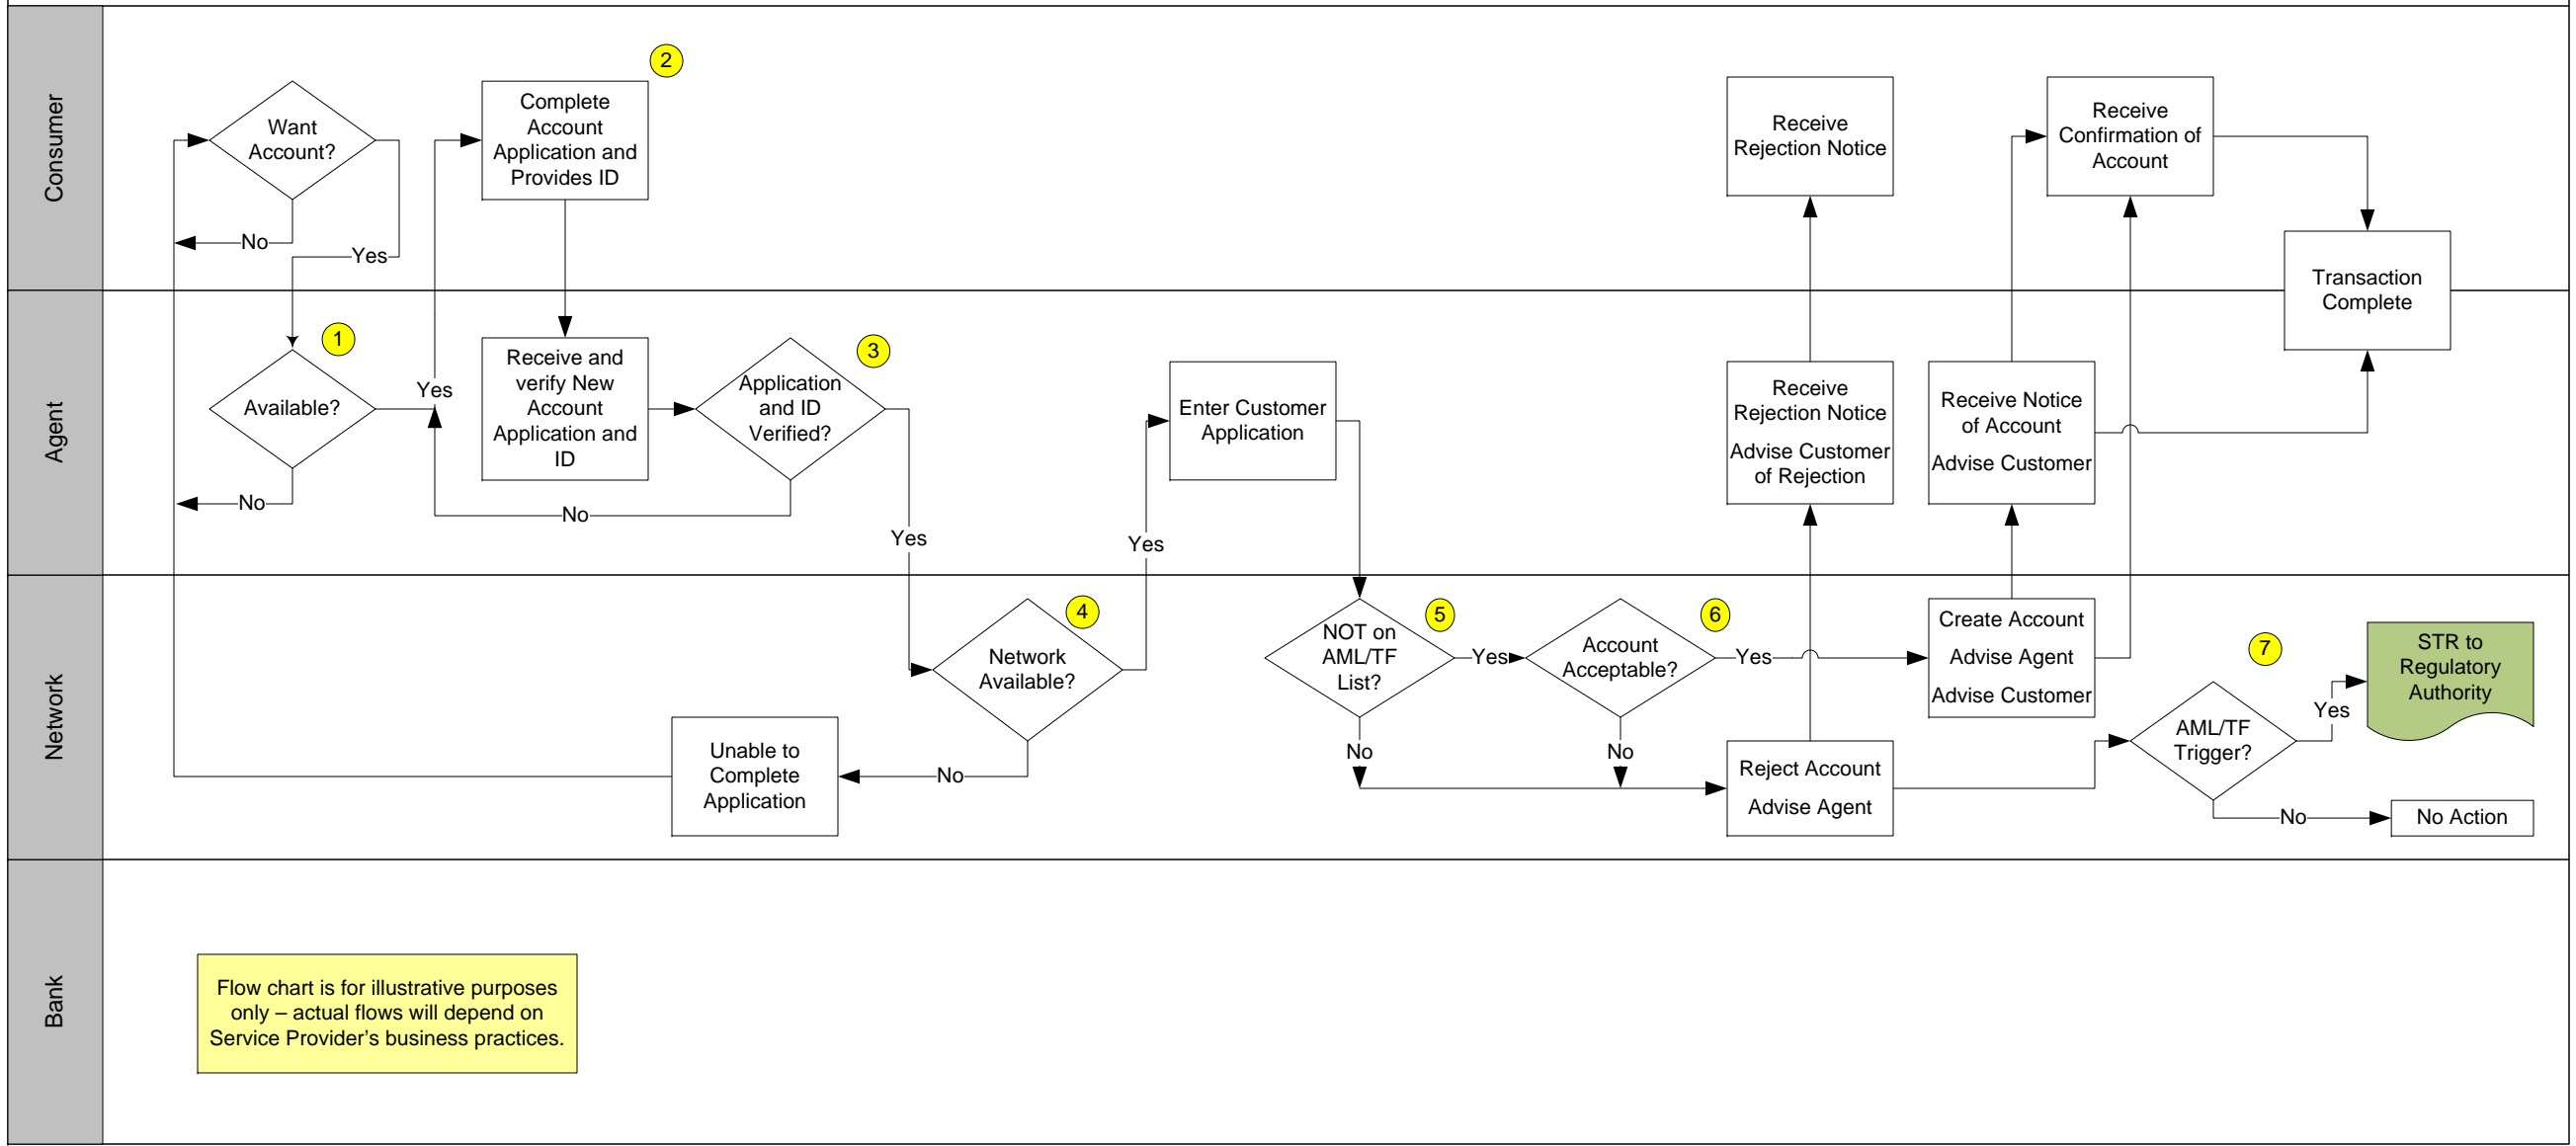 Consumer
Want
Account?
No
Yes
2
Complete
Account
Application and
Provides ID
Receive
Rejection Notice
Receive
Confirmation of
Account
Transaction
Complete
Agent
1
Available?
No
Yes
Receive and
verify New
Account
Application and
ID
3
Application
and ID
Verified?
No
Yes
Yes
Enter Customer
Application
Receive
Rejection Notice
Advise Customer
of Rejection
Receive Notice
of Account
Advise Customer
Network
4
Network
Available?
No
Unable to
Complete
Application
5
NOT on
AML/TF
List?
Yes
No
6
Account
Acceptable?
Yes
No
Create Account
Advise Agent
Advise Customer
Reject Account
Advise Agent
7
AML/TF
Trigger?
Yes
STR to
Regulatory
Authority
No
No Action
Bank
Flow chart is for illustrative purposes
only – actual flows will depend on
Service Provider’s business practices.